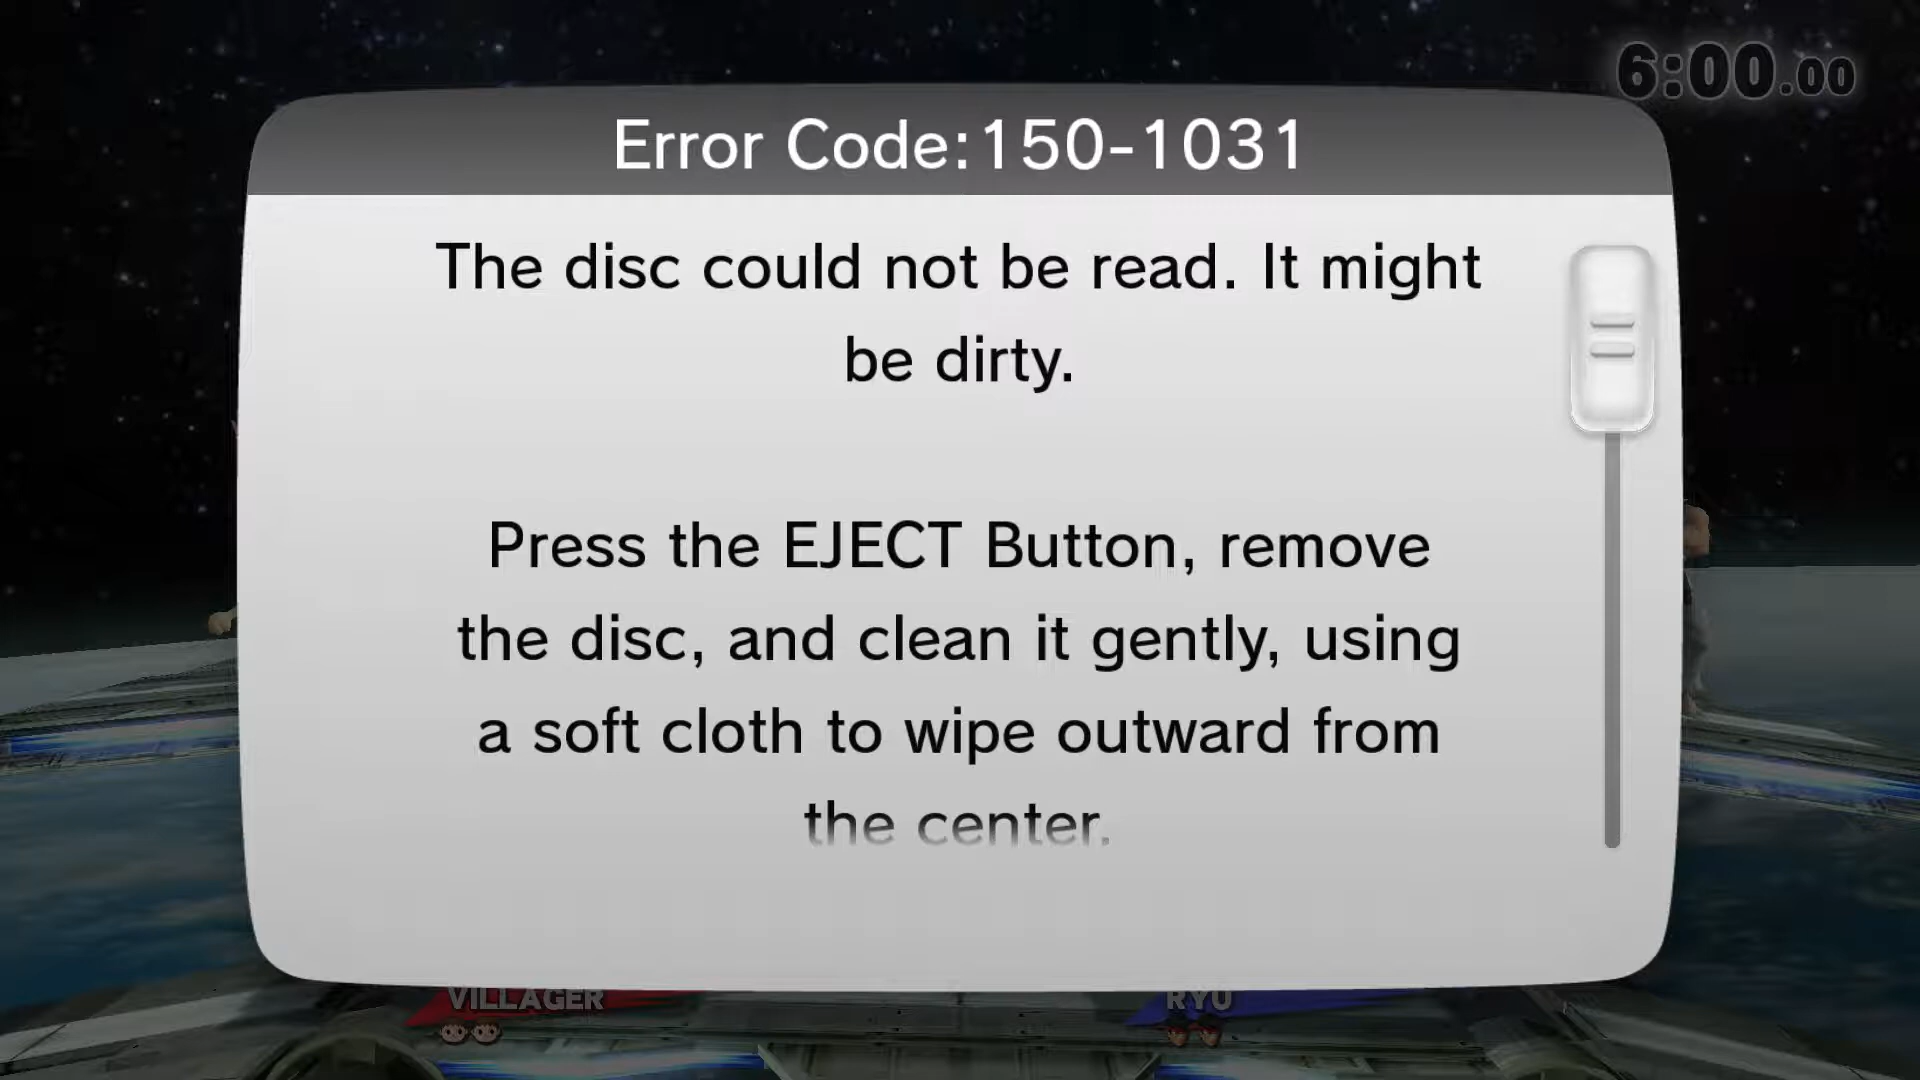 6:00.00
Error Code:150-1031
The disc could not be read. It might
be dirty.
Press the EJECT Button, remove
the disc, and clean it gently, using
a soft cloth to wipe outward from
the center.
VILLAGER
RYU